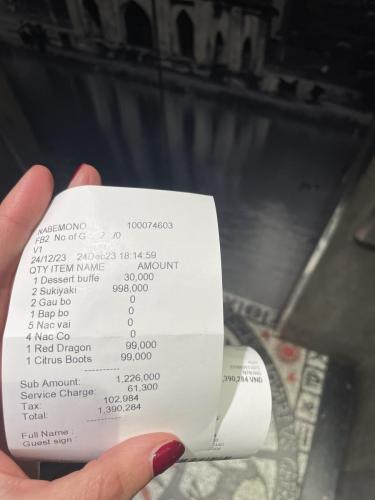 NABEMONO 100074603
FB2 No of
V1
24/12/23 24Dec23 18:14:59
QTY ITEM NAME AMOUNT
1 Dessert buffe 30,000
2 Sukiyaki 998,000
2 Gau bo 0
1 Bap bo 0
5 Nac vai 0
4 Nac Co 0
1 Red Dragon 99,000
1 Citrus Boots 99,000
-----------
Sub Amount: 1,226,000
Service Charge: 61,300
Tax: 102,984
Total: 1,390,284
-----------
Full Name :
Guest sign :
,390,284 VND